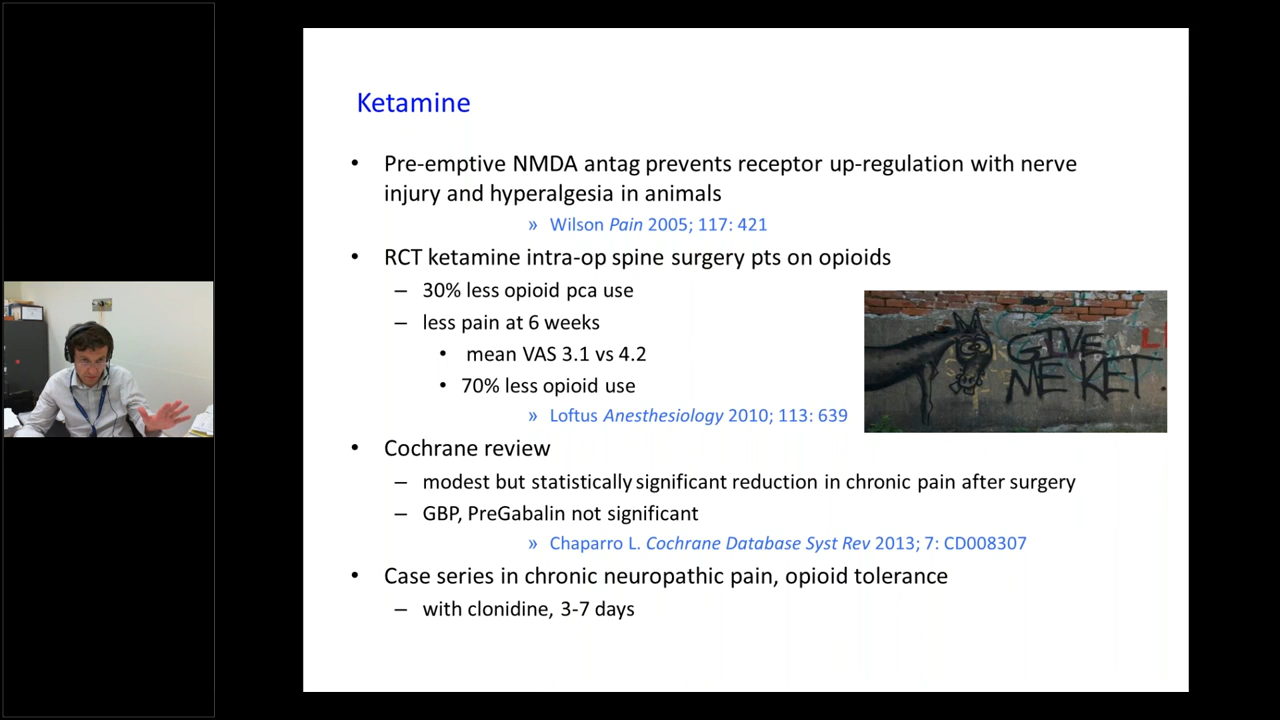 Ketamine
• Pre-emptive NMDA antag prevents receptor up-regulation with nerve
injury and hyperalgesia in animals
» Wilson Pain 2005; 117: 421
• RCT ketamine intra-op spine surgery pts on opioids
– 30% less opioid pca use
– less pain at 6 weeks
• mean VAS 3.1 vs 4.2
• 70% less opioid use
» Loftus Anesthesiology 2010; 113: 639
GIVE
ME KET
• Cochrane review
– modest but statistically significant reduction in chronic pain after surgery
– GBP, PreGabalin not significant
» Chaparro L. Cochrane Database Syst Rev 2013; 7: CD008307
• Case series in chronic neuropathic pain, opioid tolerance
– with clonidine, 3-7 days